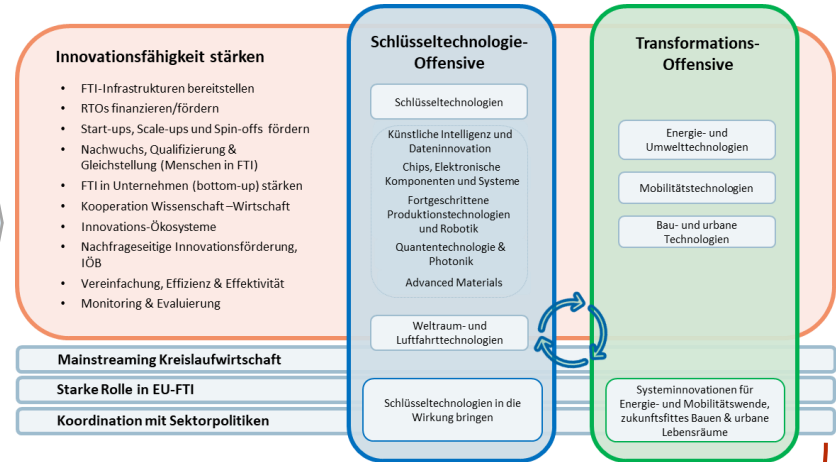 Innovationsfähigkeit stärken
• FTI-Infrastrukturen bereitstellen
• RTOs finanzieren/fördern
• Start-ups, Scale-ups und Spin-offs fördern
• Nachwuchs, Qualifizierung &
Gleichstellung (Menschen in FTI)
• FTI in Unternehmen (bottom-up) stärken
• Kooperation Wissenschaft–Wirtschaft
• Innovations-Ökosysteme
• Nachfrageseitige Innovationsförderung,
IÖB
• Vereinfachung, Effizienz & Effektivität
• Monitoring & Evaluierung
Schlüsseltechnologie-
Offensive
Schlüsseltechnologien
Künstliche Intelligenz und
Dateninnovation
Chips, Elektronische
Komponenten und Systeme
Fortgeschrittene
Produktionstechnologien
und Robotik
Quantentechnologie &
Photonik
Advanced Materials
Weltraum- und
Luftfahrttechnologien
Transformations-
Offensive
Energie- und
Umwelttechnologien
Mobilitätstechnologien
Bau- und urbane
Technologien
Mainstreaming Kreislaufwirtschaft
Starke Rolle in EU-FTI
Koordination mit Sektorpolitiken
Schlüsseltechnologien in die
Wirkung bringen
Systeminnovationen für
Energie- und Mobilitätswende,
zukunftsfittes Bauen & urbane
Lebensräume